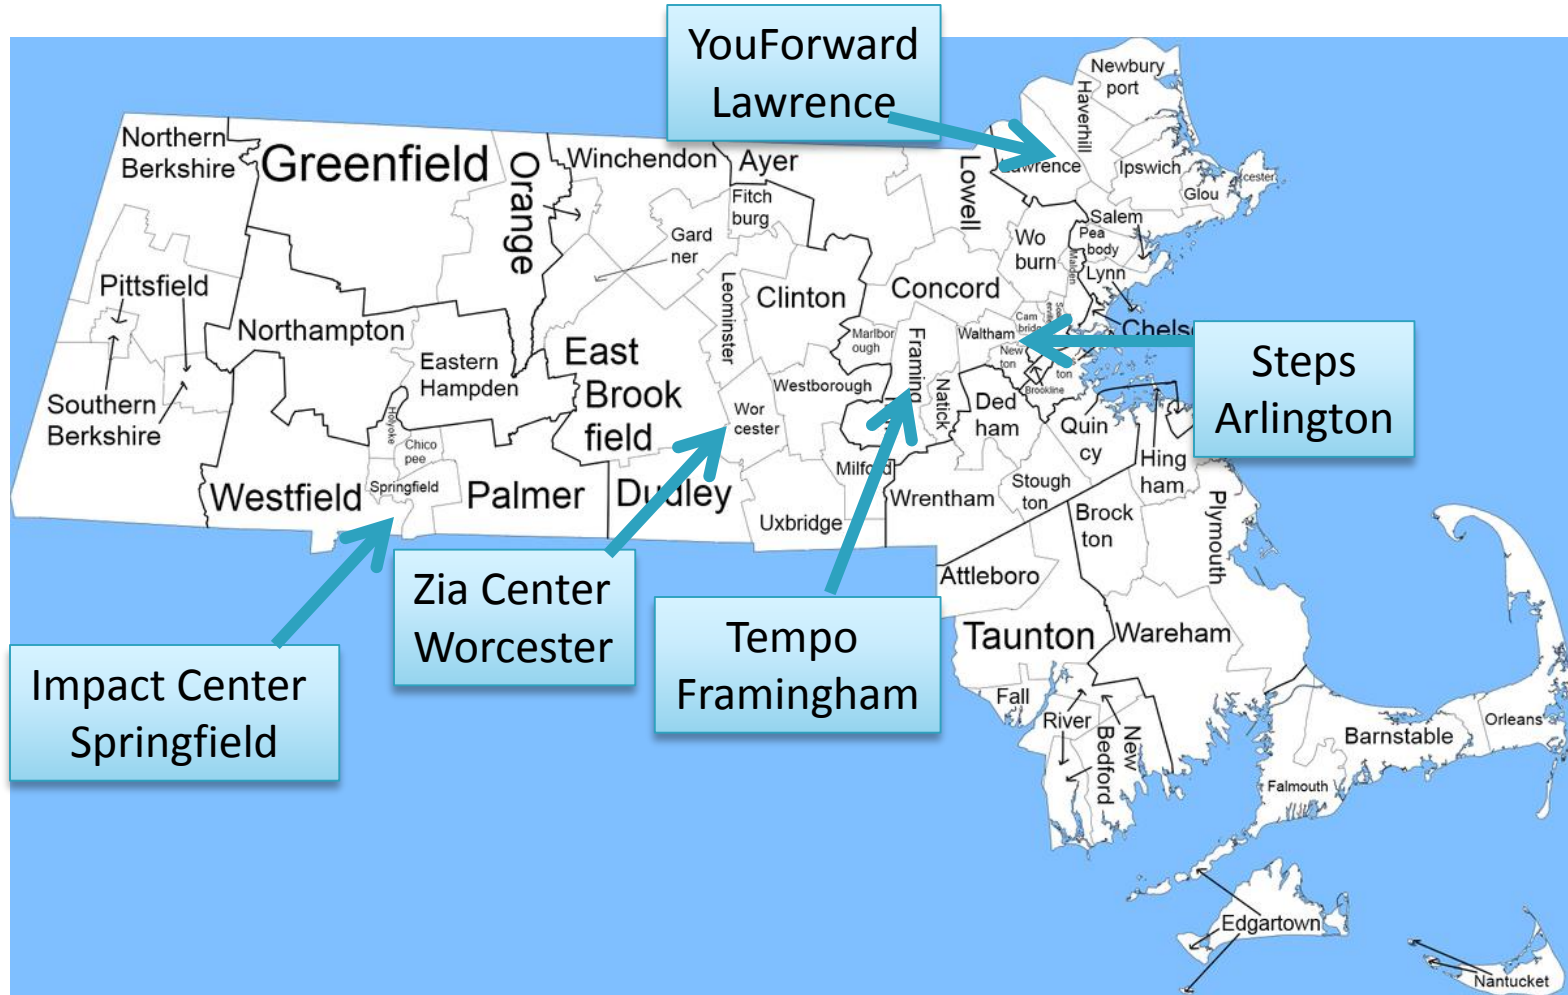 YouForward
Lawrence
Newbury
port
Haverhill
Northern
Berkshire
Greenfield
Orange
Winchendon
Ayer
Lowell
Lawrence
Ipswich
Glou
cester
Fitch
burg
Salem
Gard
ner
Wo
burn
Pea
body
Malden
Lynn
Pittsfield
Leominster
Clinton
Concord
Northampton
Cam
bridge
Waltham
Marlbor
ough
Framing
New
ton
Eastern
Hampden
East
Brook
field
Westborough
Natick
Brookline
Steps
Arlington
Southern
Berkshire
Holyoke
Wor
cester
Ded
ham
Quin
cy
Chico
pee
Milford
Hing
ham
Westfield
Springfield
Palmer
Dudley
Wrentham
Stough
ton
Plymouth
Uxbridge
Brock
ton
Zia Center
Worcester
Attleboro
Tempo
Framingham
Taunton
Wareham
Impact Center
Springfield
Fall
River
New
Bedford
Barnstable
Orleans
Falmouth
Edgartown
Nantucket